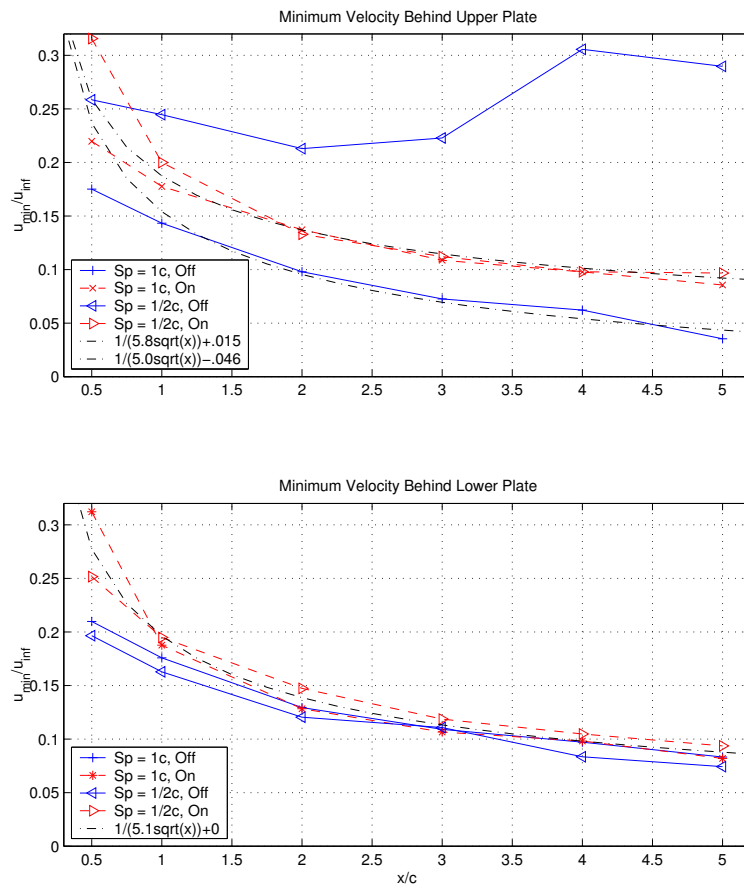 Minimum Velocity Behind Upper Plate
0.3
0.25
0.2
0.15
0.1
0.05
0
u_min/u_inf
Sp = 1c, Off
Sp = 1c, On
Sp = 1/2c, Off
Sp = 1/2c, On
1/(5.8sqrt(x))+.015
1/(5.0sqrt(x))−.046
0.5 1 1.5 2 2.5 3 3.5 4 4.5 5
Minimum Velocity Behind Lower Plate
0.3
0.25
0.2
0.15
0.1
0.05
0
u_min/u_inf
Sp = 1c, Off
Sp = 1c, On
Sp = 1/2c, Off
Sp = 1/2c, On
1/(5.1sqrt(x))+0
0.5 1 1.5 2 2.5 3 3.5 4 4.5 5
x/c